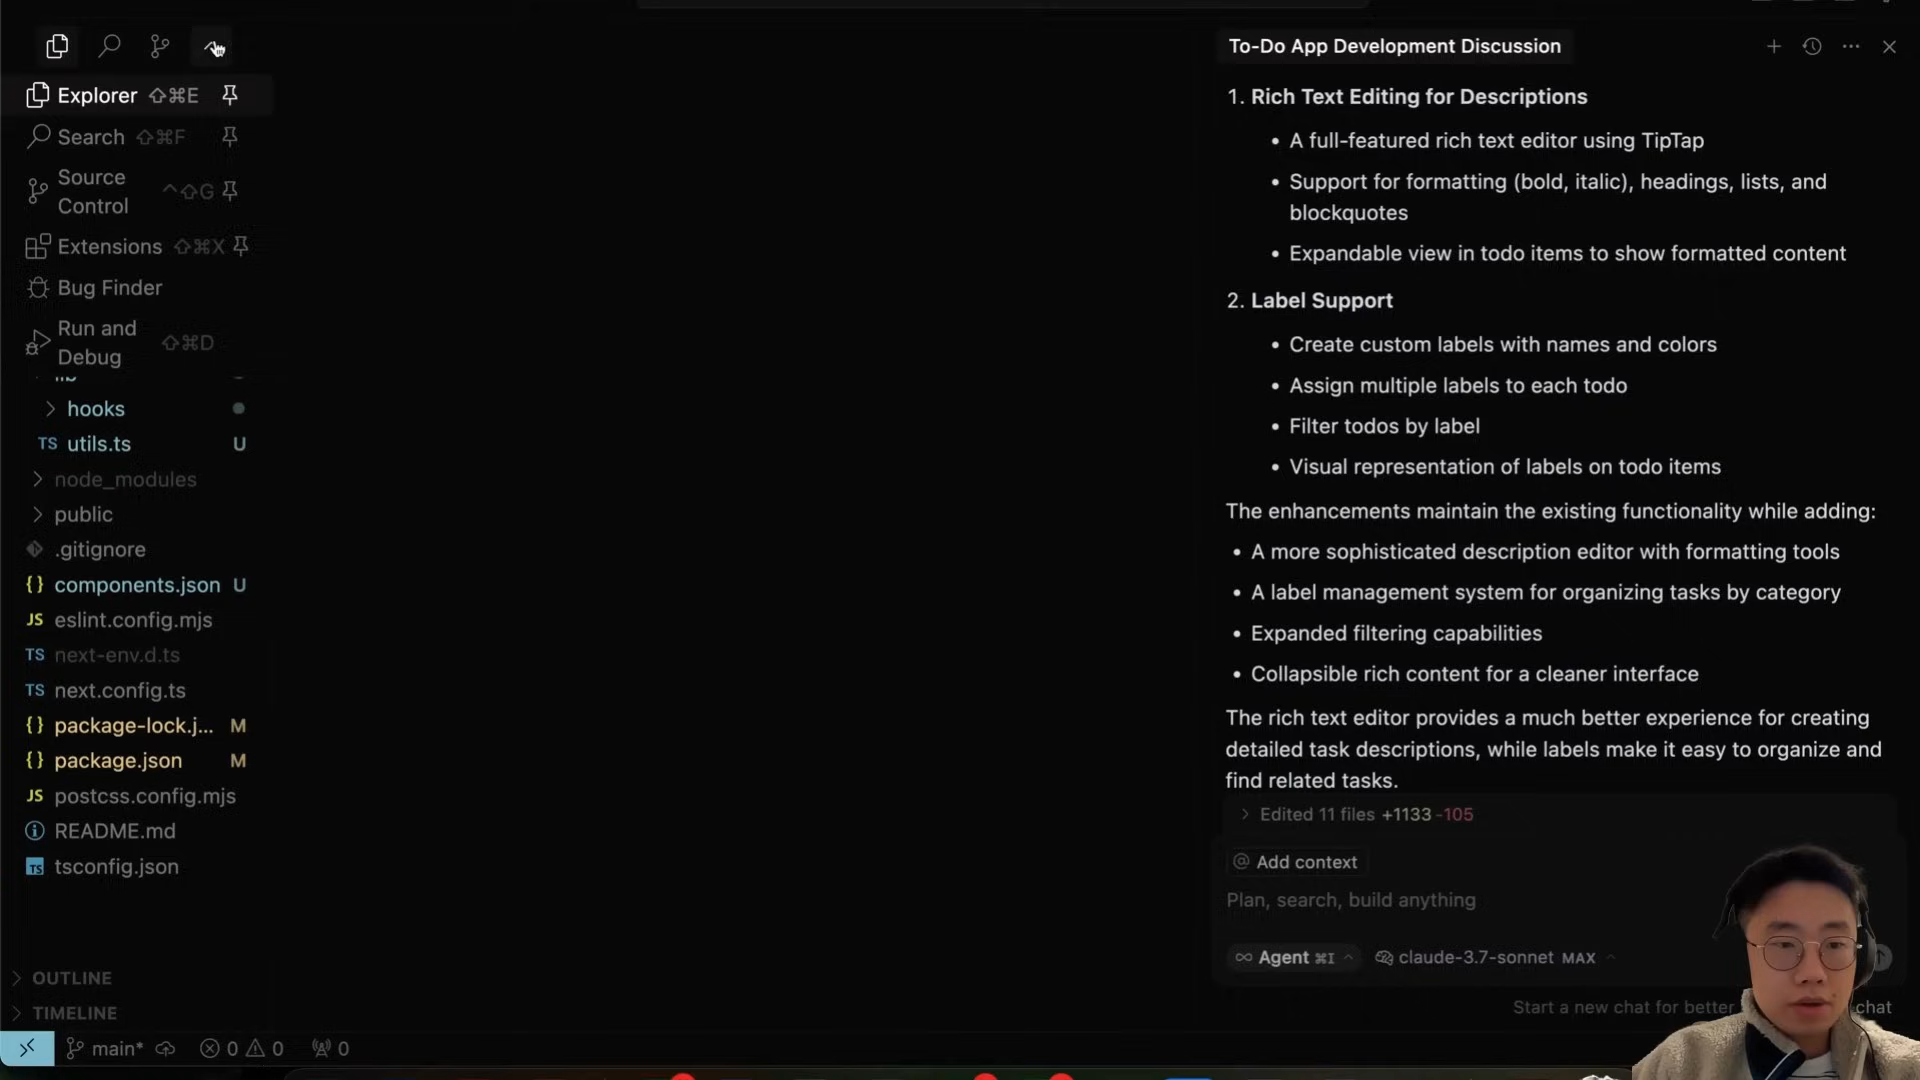 Explorer ⇧⌘E
Search ⇧⌘F
Source
Control ^⇧G
Extensions ⇧⌘X
Bug Finder
Run and
Debug ⇧⌘D
hooks
TS utils.ts U
node_modules
public
.gitignore
{} components.json U
JS eslint.config.mjs
TS next-env.d.ts
TS next.config.ts
{} package-lock.j... M
{} package.json M
JS postcss.config.mjs
README.md
TS tsconfig.json
OUTLINE
TIMELINE
main* 0 0 0
To-Do App Development Discussion
1. Rich Text Editing for Descriptions
• A full-featured rich text editor using TipTap
• Support for formatting (bold, italic), headings, lists, and
blockquotes
• Expandable view in todo items to show formatted content
2. Label Support
• Create custom labels with names and colors
• Assign multiple labels to each todo
• Filter todos by label
• Visual representation of labels on todo items
The enhancements maintain the existing functionality while adding:
• A more sophisticated description editor with formatting tools
• A label management system for organizing tasks by category
• Expanded filtering capabilities
• Collapsible rich content for a cleaner interface
The rich text editor provides a much better experience for creating
detailed task descriptions, while labels make it easy to organize and
find related tasks.
Edited 11 files +1133 -105
@ Add context
Plan, search, build anything
∞ Agent ⌘I claude-3.7-sonnet MAX
Start a new chat for better chat